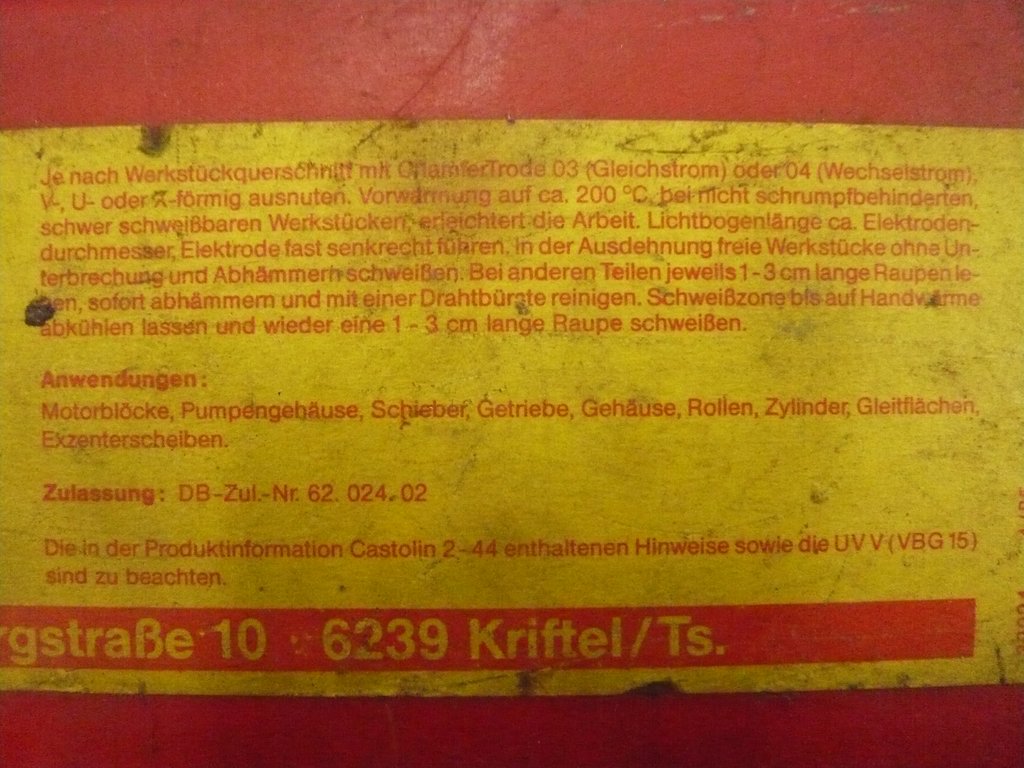 Je nach Werkstückquerschnitt mit ChamferTrode 03 (Gleichstrom) oder 04 (Wechselstrom),
V-, U- oder X-förmig ausnuten. Vorwärmung auf ca. 200 °C, bei nicht schrumpfbehinderten,
schwer schweißbaren Werkstücken, erleichtert die Arbeit. Lichtbogenlänge ca. Elektroden-
durchmesser, Elektrode fast senkrecht führen. In der Ausdehnung freie Werkstücke ohne Un-
terbrechung und Abhämmern schweißen. Bei anderen Teilen jeweils 1-3 cm lange Raupen le-
gen, sofort abhämmern und mit einer Drahtbürste reinigen. Schweißzone bis auf Handwärme
abkühlen lassen und wieder eine 1 - 3 cm lange Raupe schweißen.
Anwendungen:
Motorblöcke, Pumpengehäuse, Schieber, Getriebe, Gehäuse, Rollen, Zylinder, Gleitflächen,
Exzenterscheiben.
Zulassung: DB-Zul.-Nr. 62. 024. 02
Die in der Produktinformation Castolin 2-44 enthaltenen Hinweise sowie die UVV (VBG 15)
sind zu beachten.
rgstraße 10 · 6239 Kriftel/Ts.